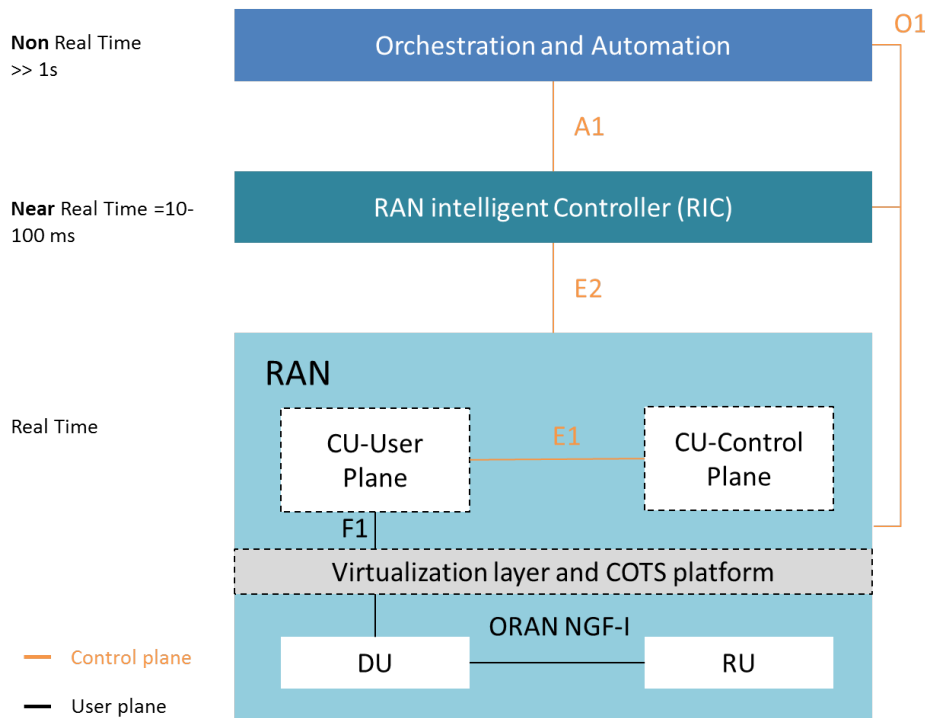 O1
Non Real Time
>> 1s
Orchestration and Automation
A1
Near Real Time =10-
100 ms
RAN intelligent Controller (RIC)
E2
RAN
Real Time
CU-User
Plane
E1
CU-Control
Plane
F1
Virtualization layer and COTS platform
ORAN NGF-I
DU
RU
Control plane
User plane